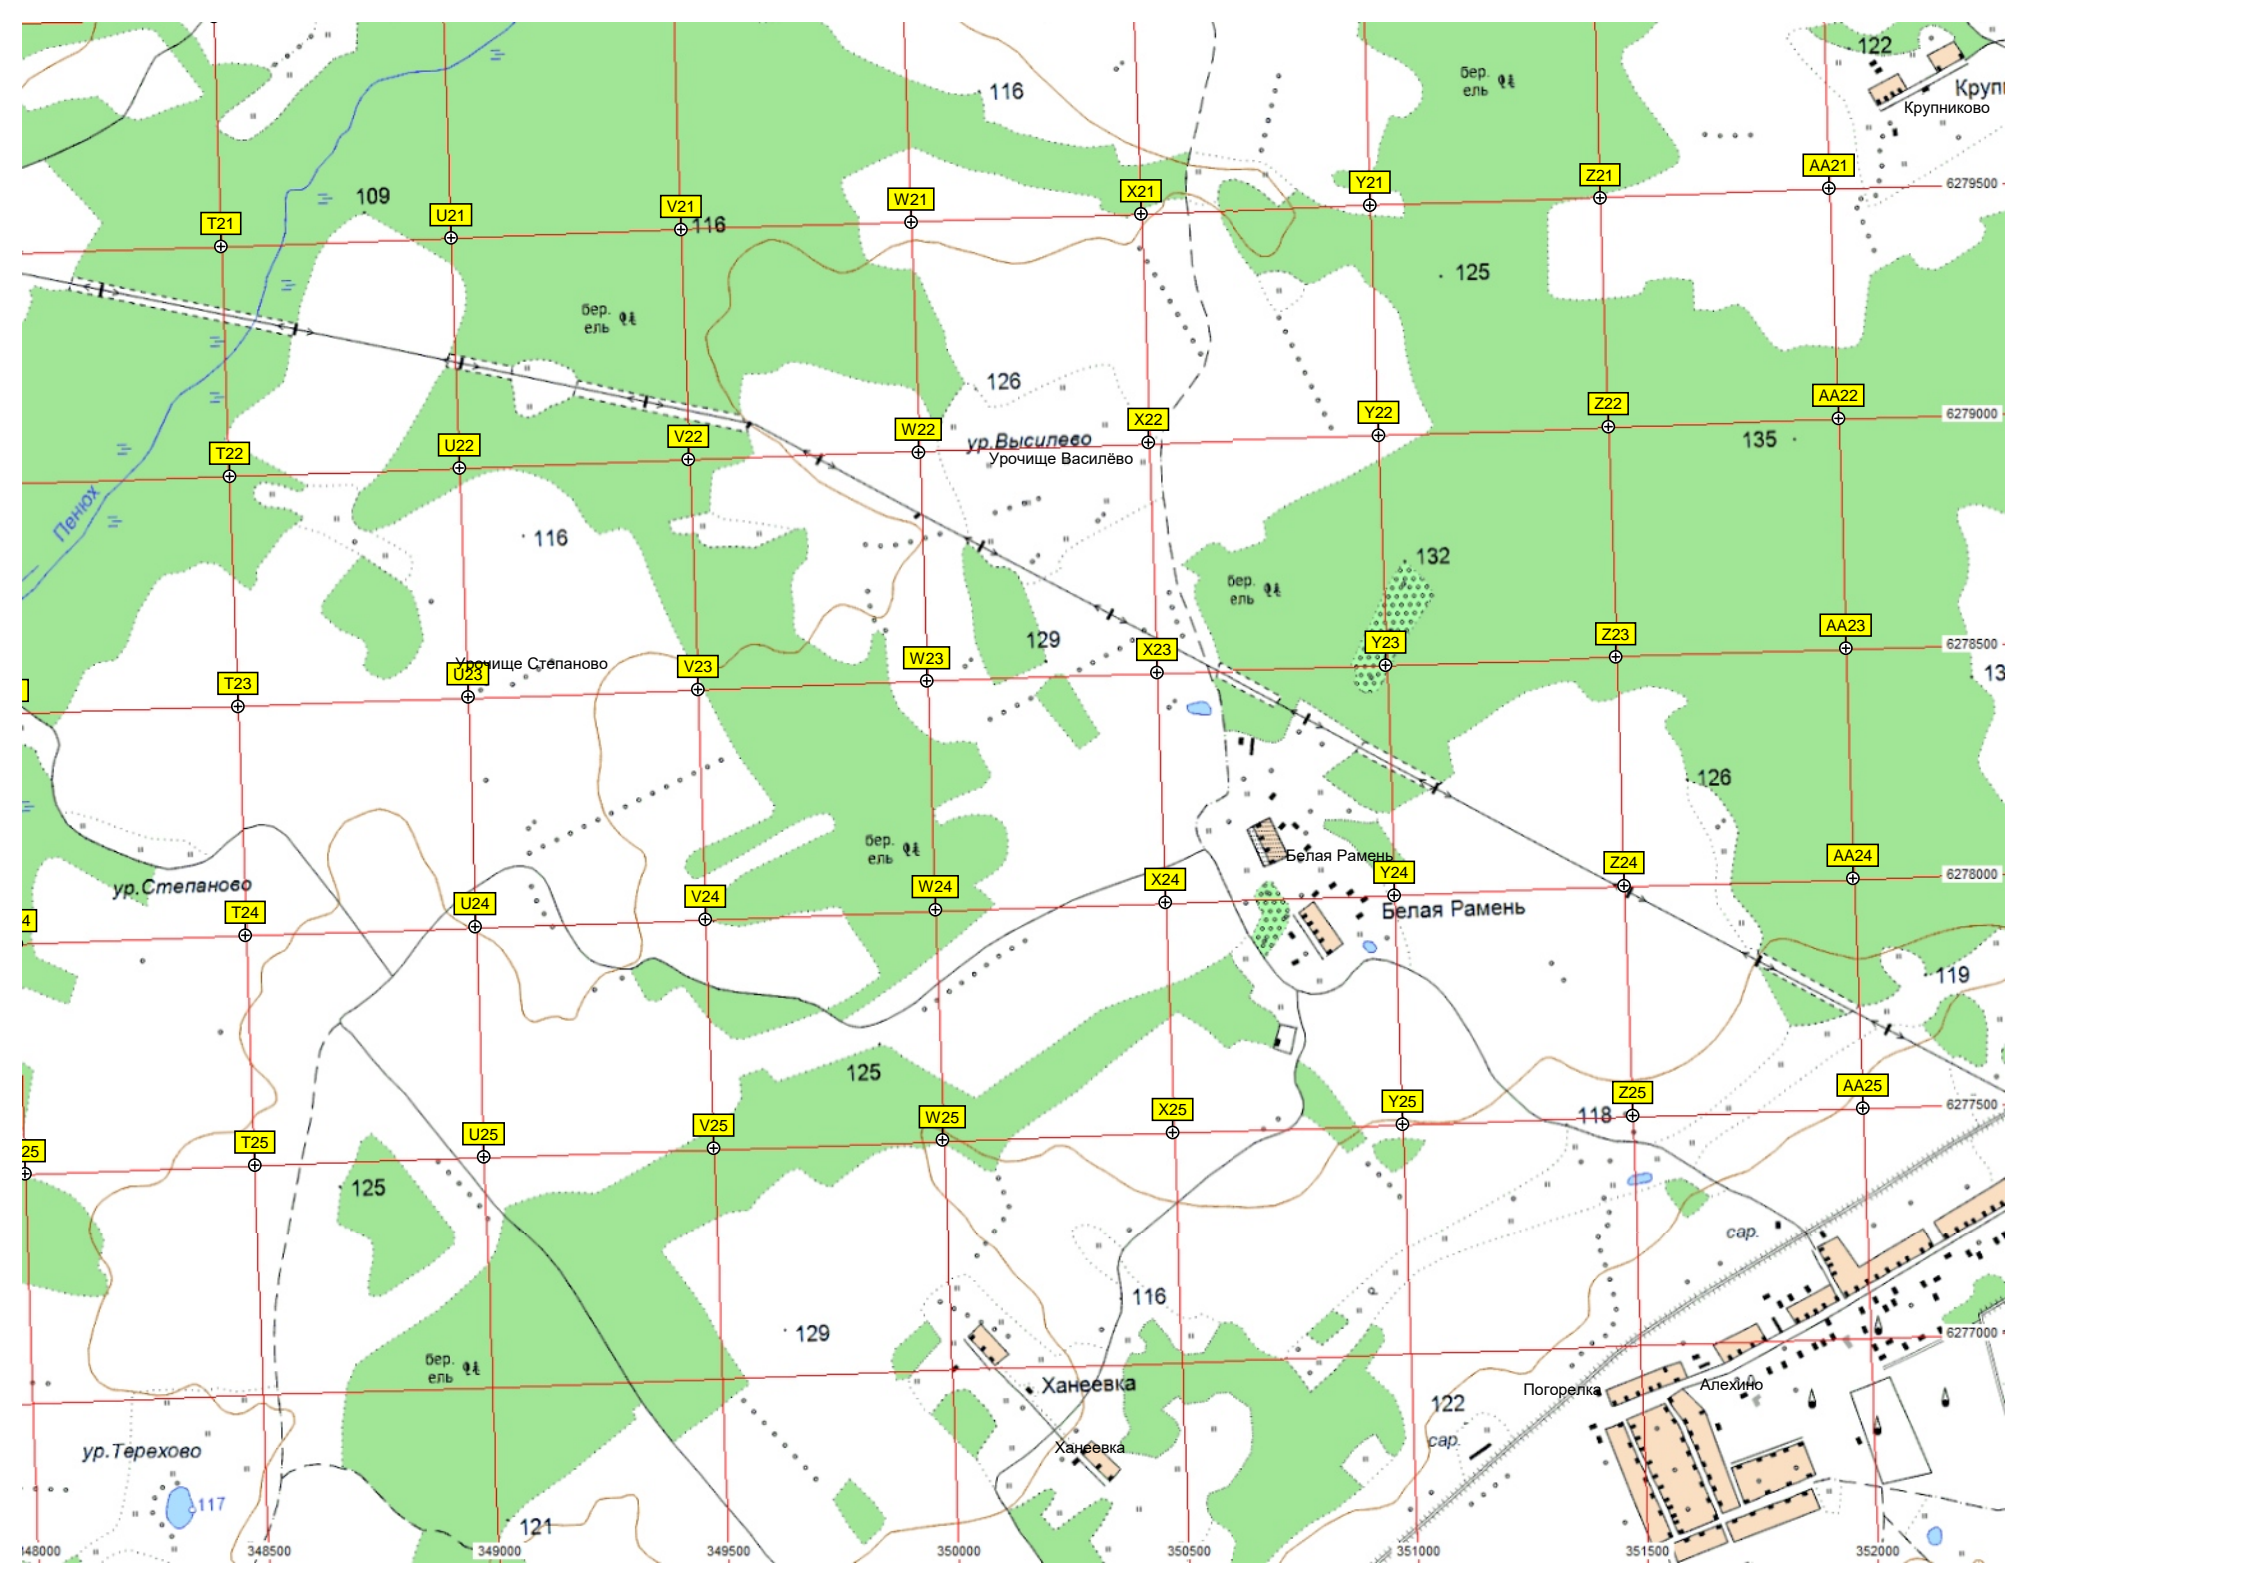 122
Круп
Крупниково
116
бер.
ель
109
T21
U21
V21
116
W21
X21
Y21
Z21
AA21
6279500
125
бер.
ель
126
T22
U22
V22
W22
X22
Y22
Z22
AA22
6279000
ур.Высилево
Урочище Василёво
135
Пенюх
116
132
бер.
ель
129
Урочище Степаново
T23
U23
V23
W23
X23
Y23
Z23
AA23
6278500
13
126
бер.
ель
Белая Рамень
ур.Степаново
4
T24
U24
V24
W24
X24
Y24
Z24
AA24
6278000
Белая Рамень
119
125
25
T25
U25
V25
W25
X25
Y25
Z25
AA25
6277500
118
125
сар.
116
129
6277000
бер.
ель
Ханеевка
Погорелка
Алехино
122
сар.
Ханеевка
ур.Терехово
117
121
348000
348500
349000
349500
350000
350500
351000
351500
352000